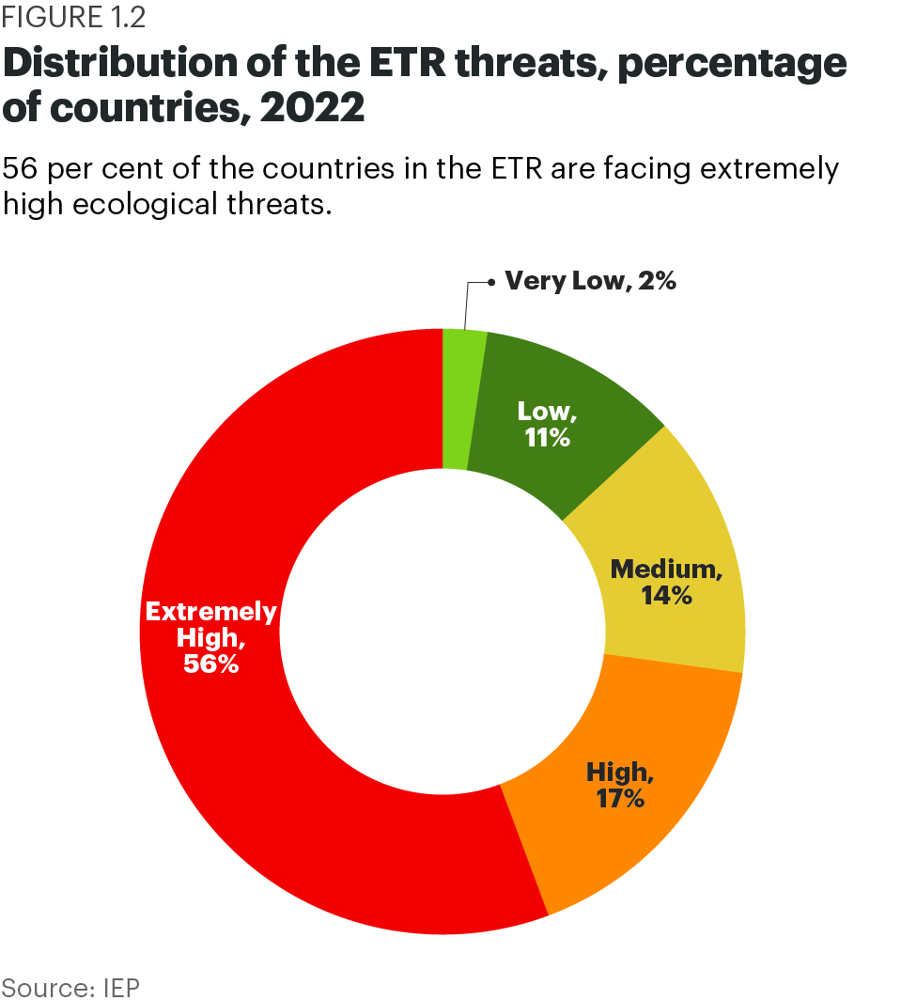 FIGURE 1.2
Distribution of the ETR threats, percentage
of countries, 2022
56 per cent of the countries in the ETR are facing extremely
high ecological threats.
Very Low, 2%
Low,
11%
Medium,
14%
Extremely
High,
56%
High,
17%
Source: IEP